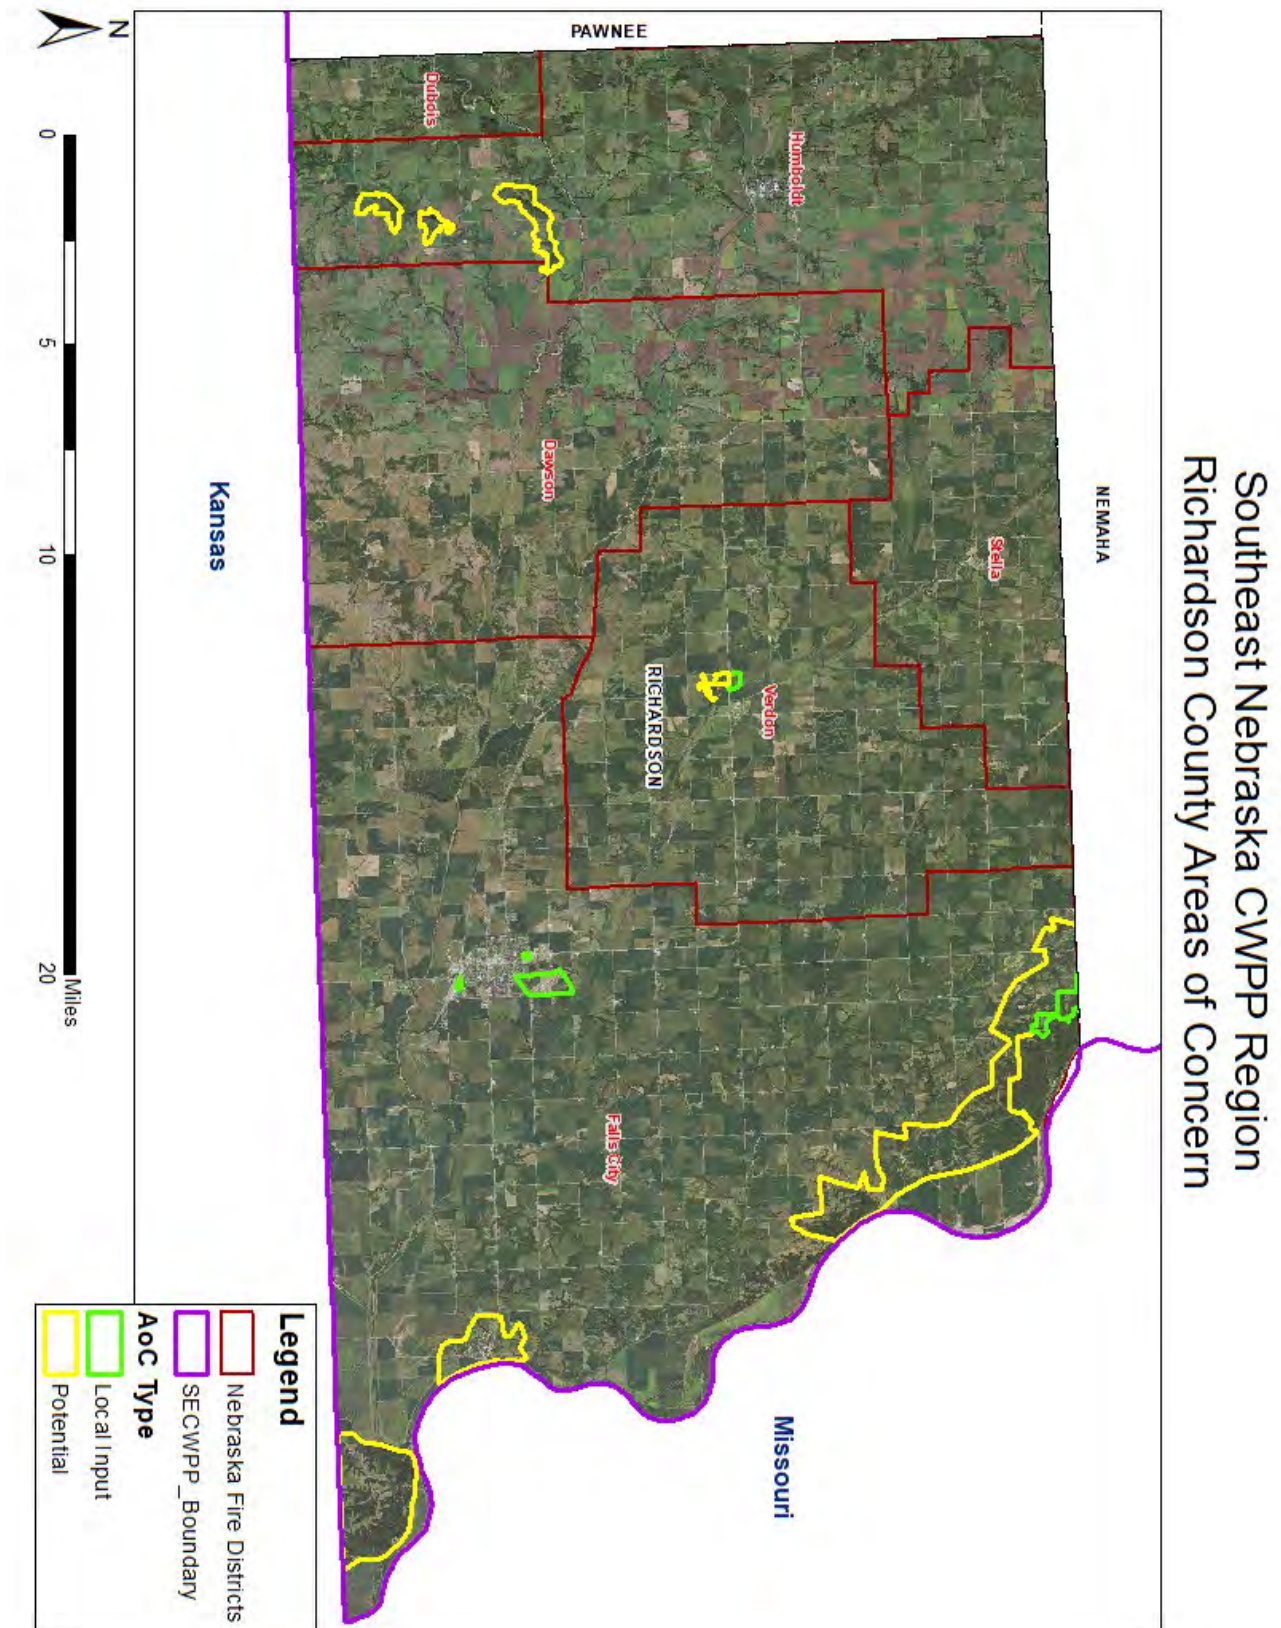 Southeast Nebraska CWPP Region
Richardson County Areas of Concern
NEMAHA
PAWNEE
Humboldt
Stella
Dubois
Dawson
Verdon
RICHARDSON
Falls City
Kansas
Missouri
N
0
5
10
20
Miles
Legend
Nebraska Fire Districts
SECWPP_Boundary
AoC Type
Local Input
Potential